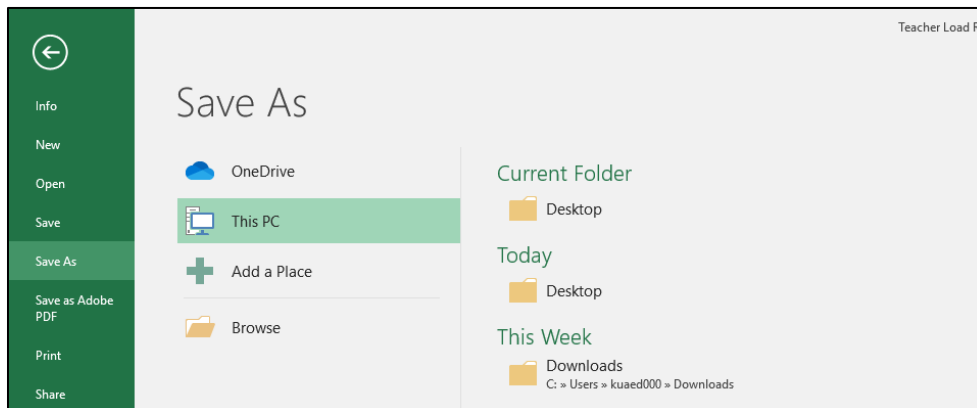 Teacher Load
Info
New
Open
Save
Save As
Save as Adobe
PDF
Print
Share
Save As
OneDrive
This PC
Add a Place
Browse
Current Folder
Desktop
Today
Desktop
This Week
Downloads
C: » Users » kuaed000 » Downloads